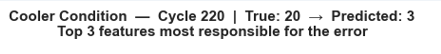 Cooler Condition — Cycle 220 | True: 20 → Predicted: 3
Top 3 features most responsible for the error